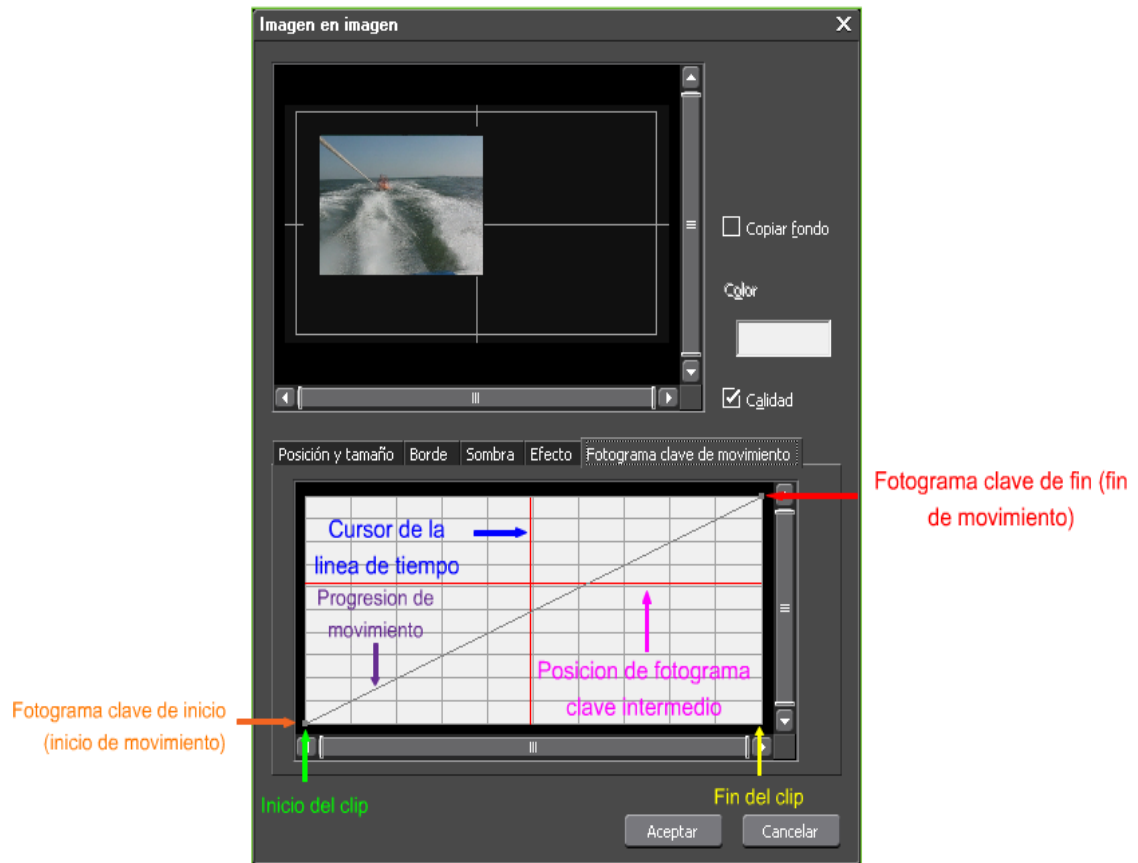 Imagen en imagen
X
Copiar fondo
Color
Calidad
Posición y tamaño
Borde
Sombra
Efecto
Fotograma clave de movimiento
Fotograma clave de fin (fin
de movimiento)
Cursor de la
linea de tiempo
Progresion de
movimiento
Posicion de fotograma
clave intermedio
Fotograma clave de inicio
(inicio de movimiento)
Inicio del clip
Fin del clip
Aceptar
Cancelar